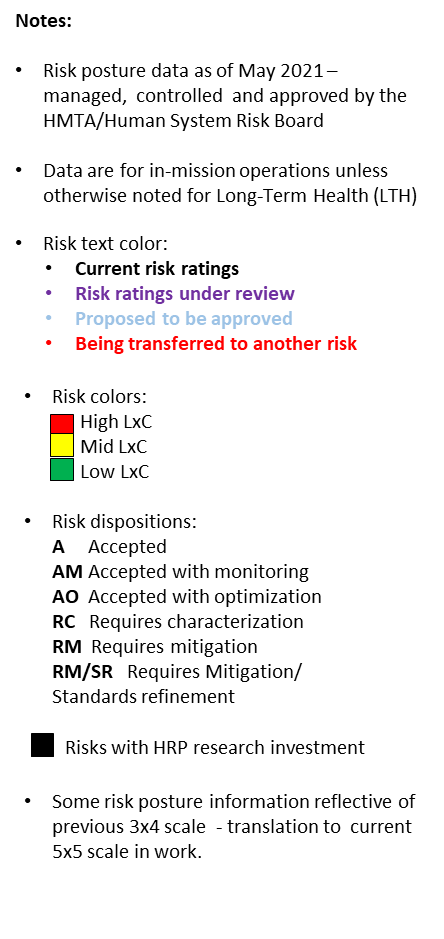 Notes:
• Risk posture data as of May 2021 –
managed, controlled and approved by the
HMTA/Human System Risk Board
• Data are for in-mission operations unless
otherwise noted for Long-Term Health (LTH)
• Risk text color:
• Current risk ratings
• Risk ratings under review
• Proposed to be approved
• Being transferred to another risk
• Risk colors:
High LxC
Mid LxC
Low LxC
• Risk dispositions:
A Accepted
AM Accepted with monitoring
AO Accepted with optimization
RC Requires characterization
RM Requires mitigation
RM/SR Requires Mitigation/
Standards refinement
Risks with HRP research investment
• Some risk posture information reflective of
previous 3x4 scale - translation to current
5x5 scale in work.